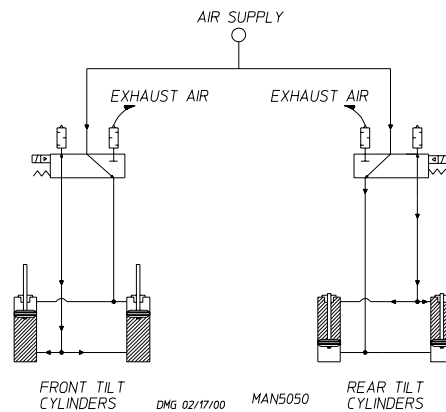 AIR SUPPLY
EXHAUST AIR
EXHAUST AIR
FRONT TILT
CYLINDERS
DMG 02/17/00
MAN5050
REAR TILT
CYLINDERS